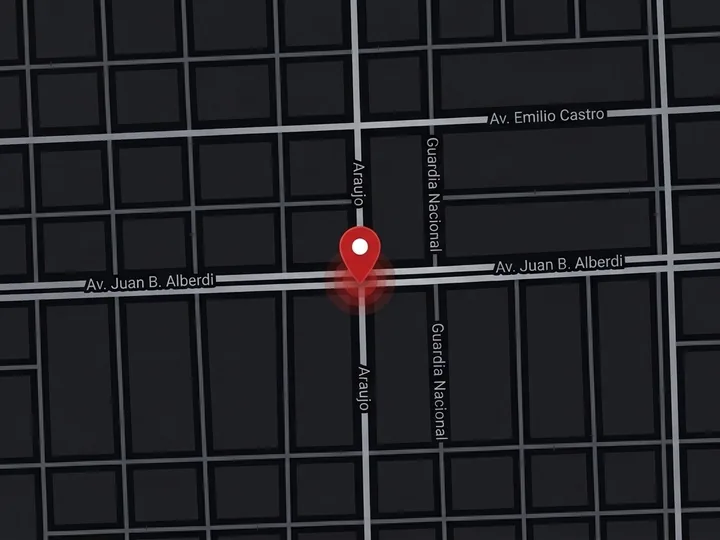 Av. Emilio Castro
Araujo
Guardia Nacional
Av. Juan B. Alberdi
Av. Juan B. Alberdi
Araujo
Guardia Nacional